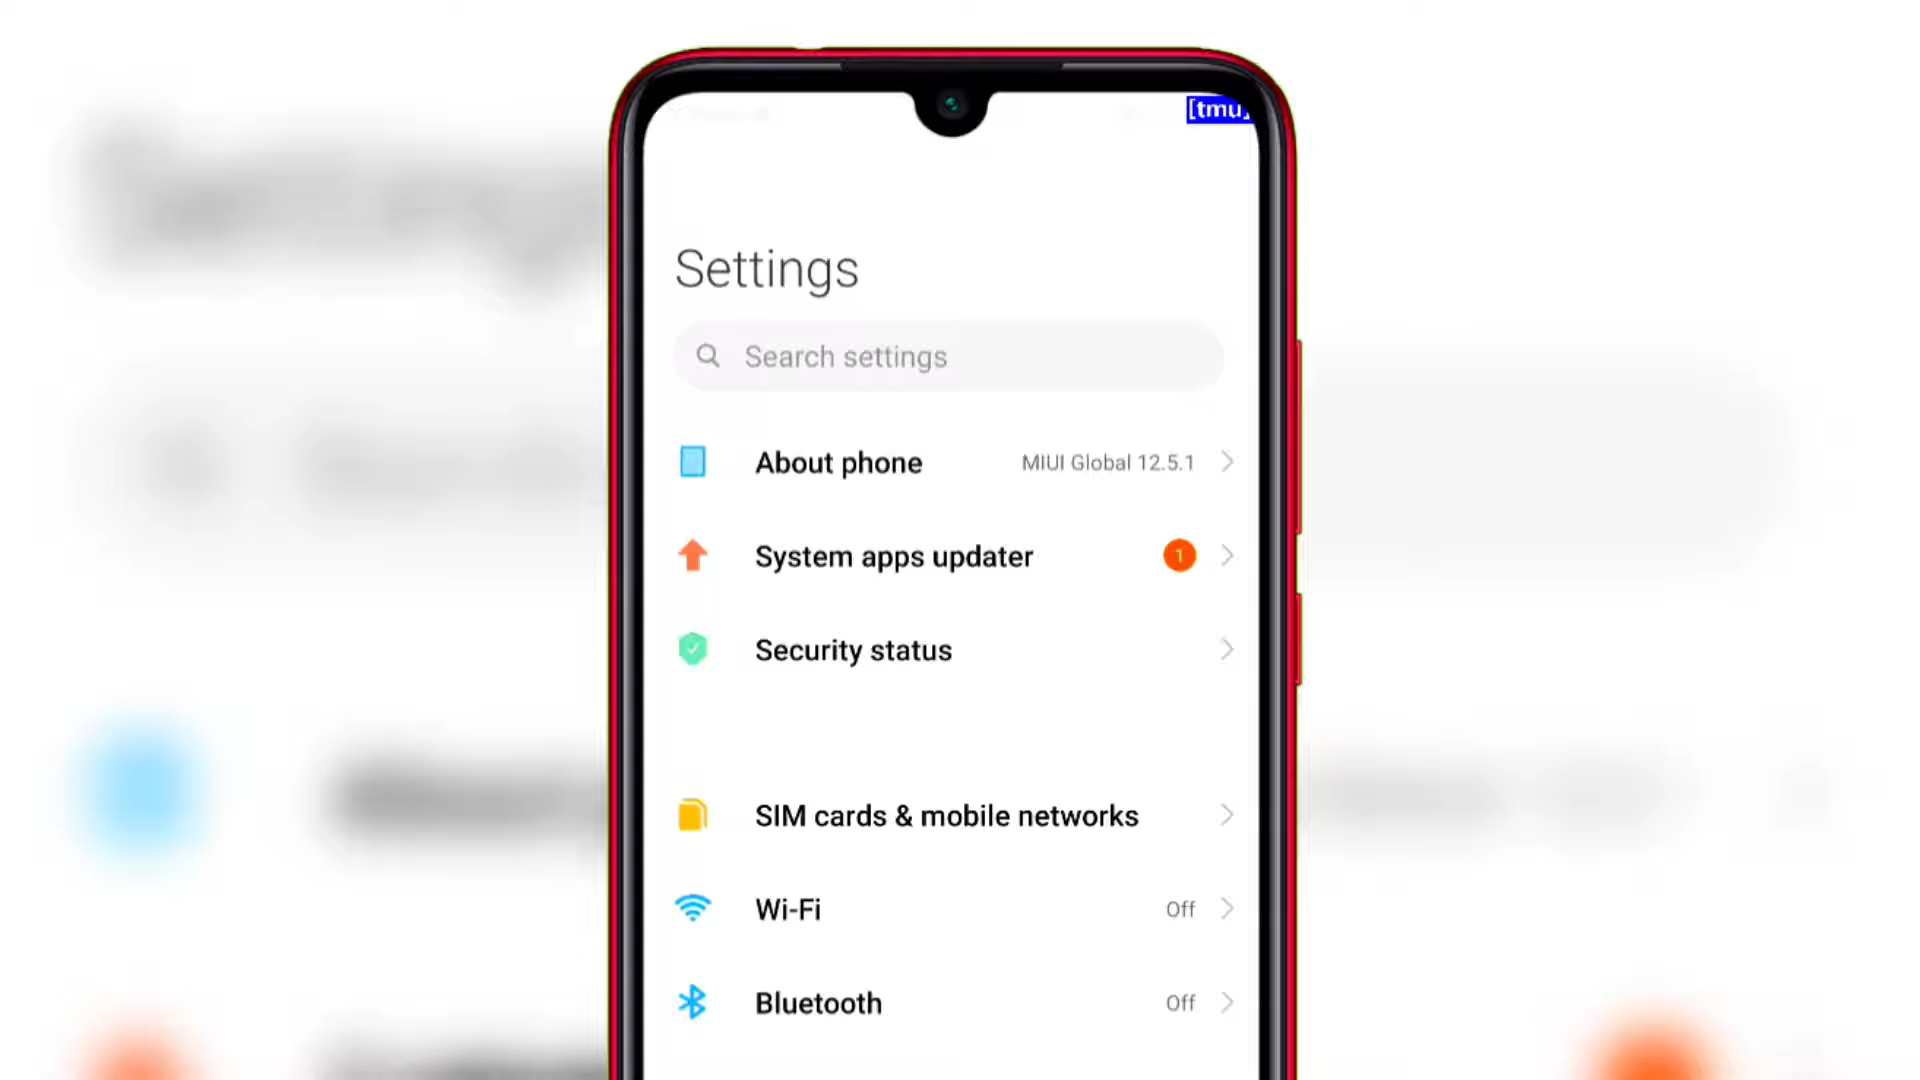 [tmu]
Settings
Search settings
About phone MIUI Global 12.5.1
System apps updater 1
Security status
SIM cards & mobile networks
Wi-Fi Off
Bluetooth Off